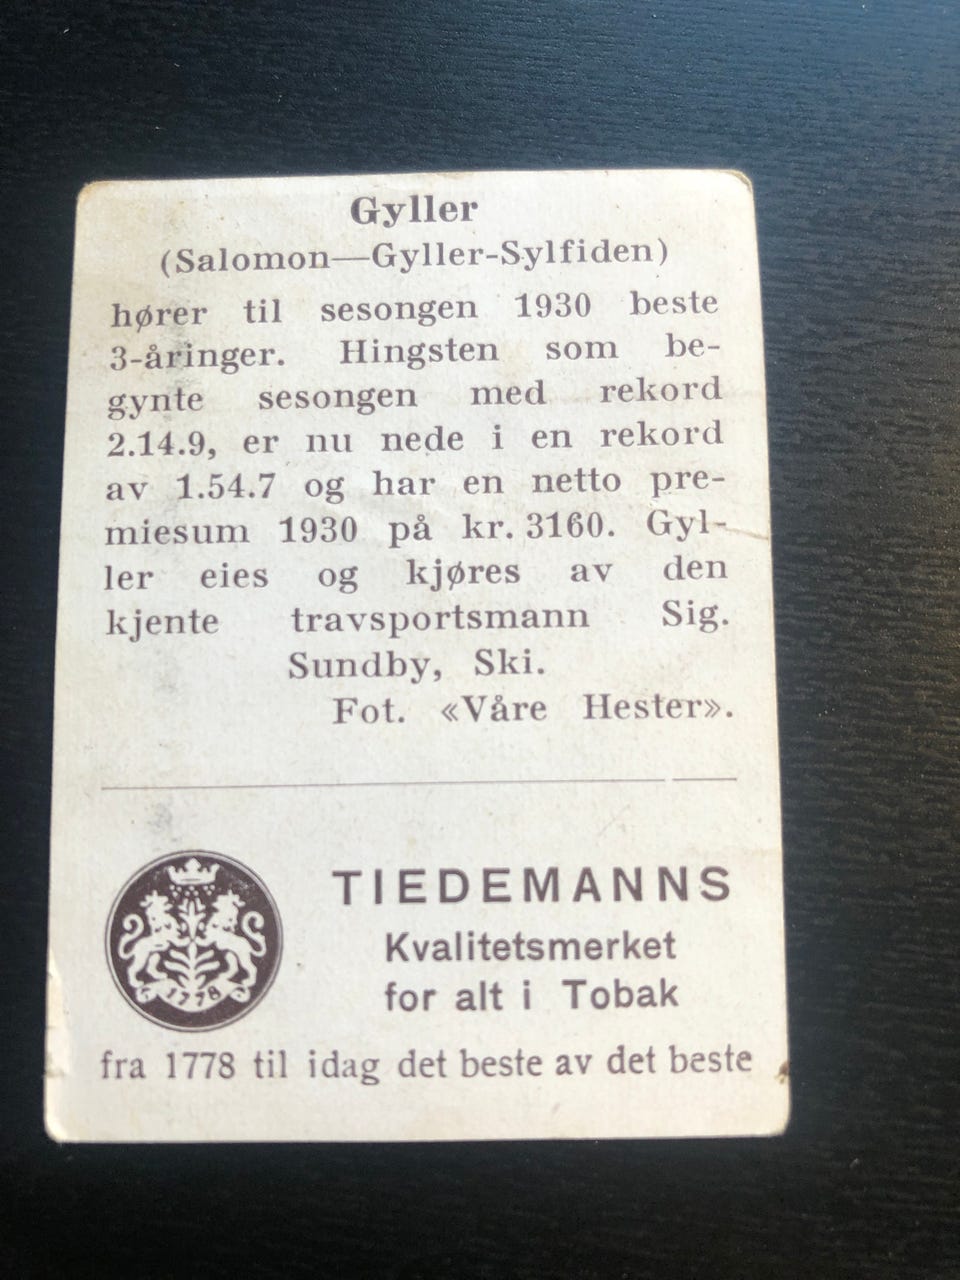 Gyller
(Salomon—Gyller-Sylfiden)
hører til sesongen 1930 beste
3-åringer. Hingsten som be-
gynte sesongen med rekord
2.14.9, er nu nede i en rekord
av 1.54.7 og har en netto pre-
miesum 1930 på kr. 3160. Gyl-
ler eies og kjøres av den
kjente travsportsmann Sig.
Sundby, Ski.
Fot. «Våre Hester».
TIEDEMANNS
Kvalitetsmerket
for alt i Tobak
1778
fra 1778 til idag det beste av det beste